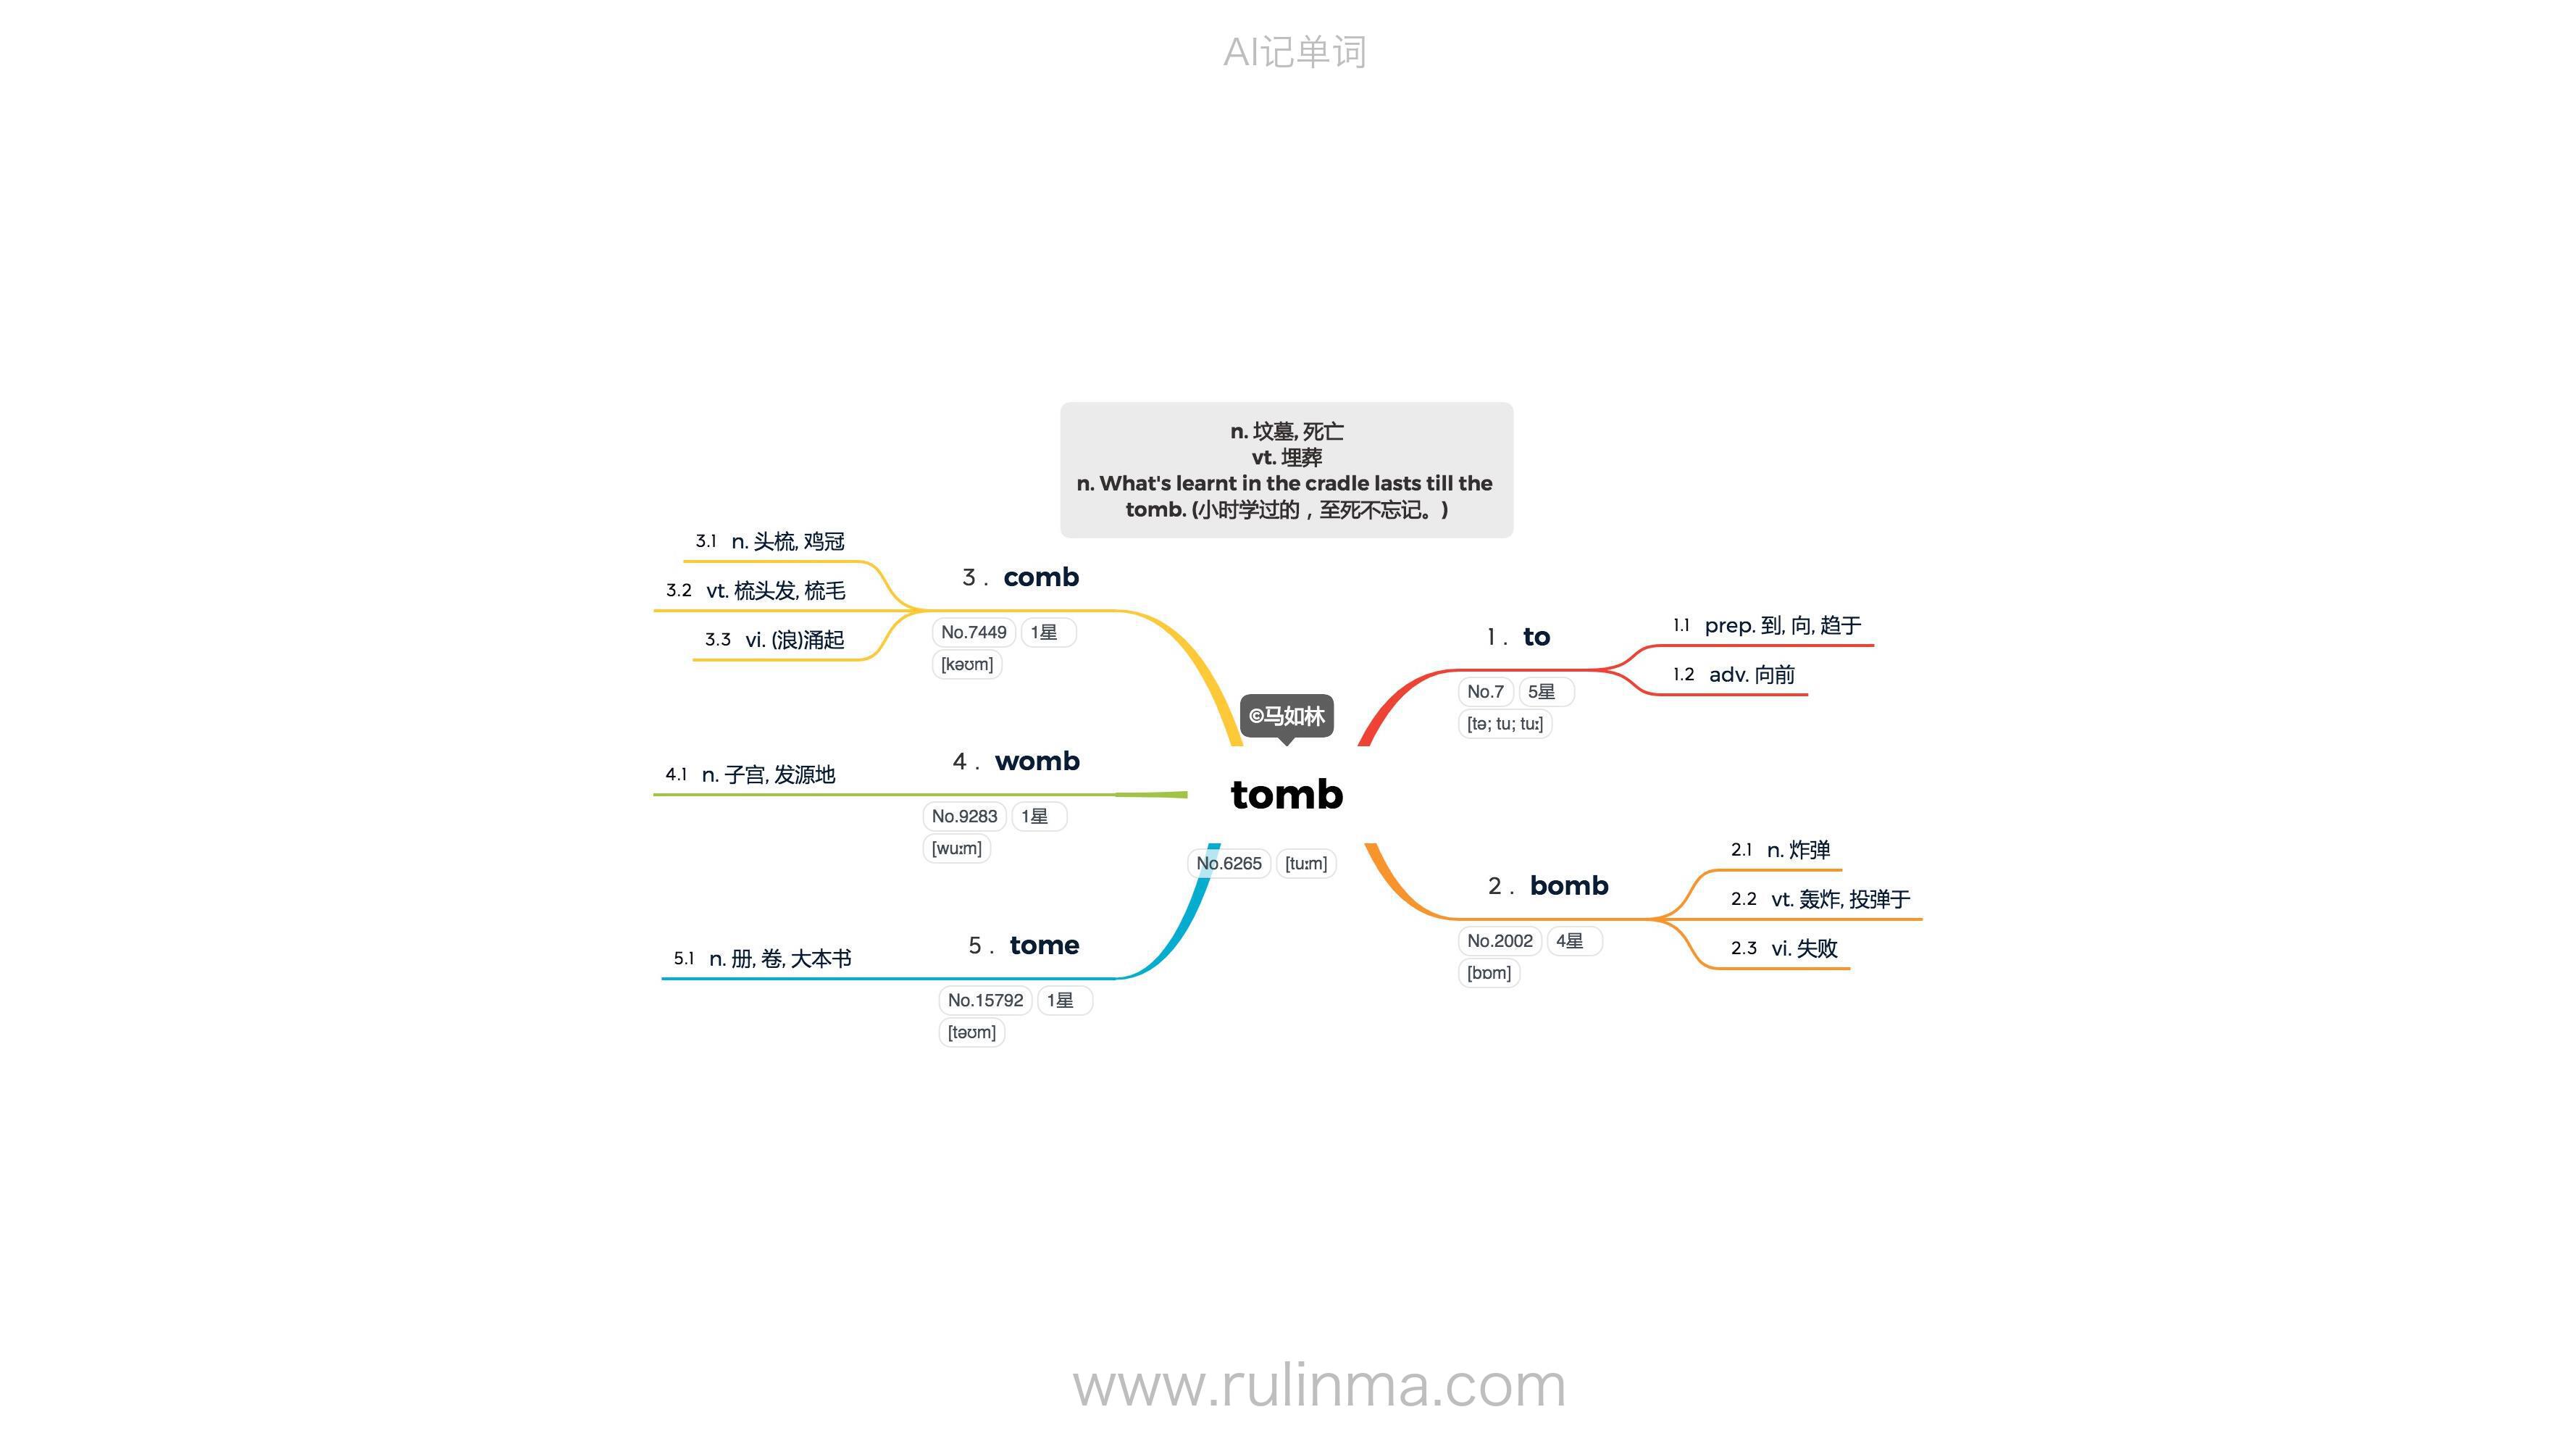 AI记单词
n. 坟墓, 死亡
vt. 埋葬
n. What's learnt in the cradle lasts till the
tomb. (小时学过的，至死不忘记。)
©马如林
tomb
No.6265 [tuːm]
1 . to
No.7 5星
[tə; tu; tuː]
1.1 prep. 到, 向, 趋于
1.2 adv. 向前
2 . bomb
No.2002 4星
[bɒm]
2.1 n. 炸弹
2.2 vt. 轰炸, 投弹于
2.3 vi. 失败
3 . comb
No.7449 1星
[kəʊm]
3.1 n. 头梳, 鸡冠
3.2 vt. 梳头发, 梳毛
3.3 vi. (浪)涌起
4 . womb
No.9283 1星
[wuːm]
4.1 n. 子宫, 发源地
5 . tome
No.15792 1星
[təʊm]
5.1 n. 册, 卷, 大本书
www.rulinma.com